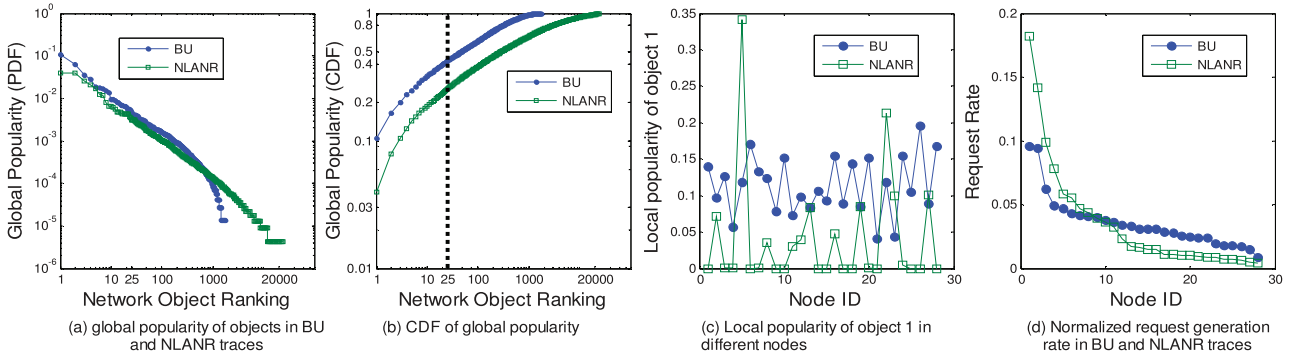 10^0
10^-1
10^-2
10^-3
10^-4
10^-5
10^-6
Global Popularity (PDF)
BU
NLANR
1 10 25 100 1000 20000
Network Object Ranking
(a) global popularity of objects in BU
and NLANR traces
1
0.4
0.2
0.1
0.03
0.01
Global Popularity (CDF)
BU
NLANR
1 10 25 100 1000 20000
Network Object Ranking
(b) CDF of global popularity
0.35
0.3
0.25
0.2
0.15
0.1
0.05
0
Local popularity of object 1
BU
NLANR
0 10 20 30
Node ID
(c) Local popularity of object 1 in
different nodes
0.2
0.15
0.1
0.05
0
Request Rate
BU
NLANR
0 10 20 30
Node ID
(d) Normalized request generation
rate in BU and NLANR traces